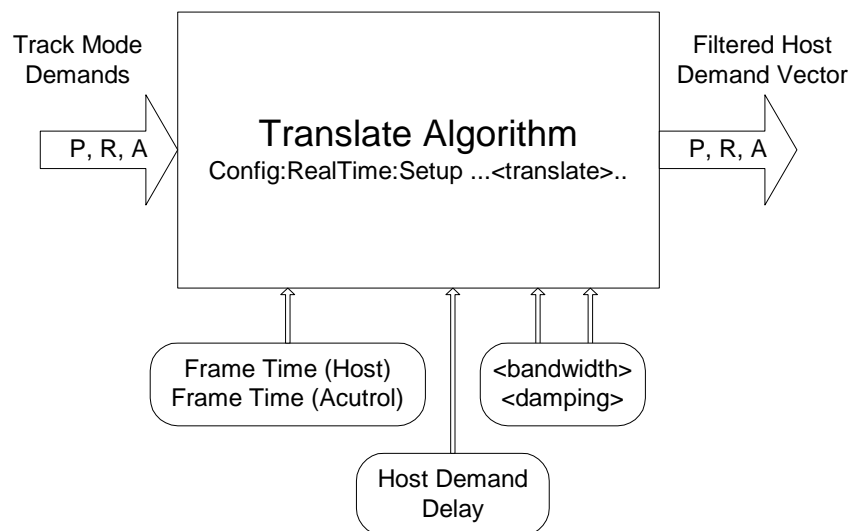 Track Mode
Demands
P, R, A
Translate Algorithm
Config:RealTime:Setup ...<translate>..
Filtered Host
Demand Vector
P, R, A
Frame Time (Host)
Frame Time (Acutrol)
<bandwidth>
<damping>
Host Demand
Delay